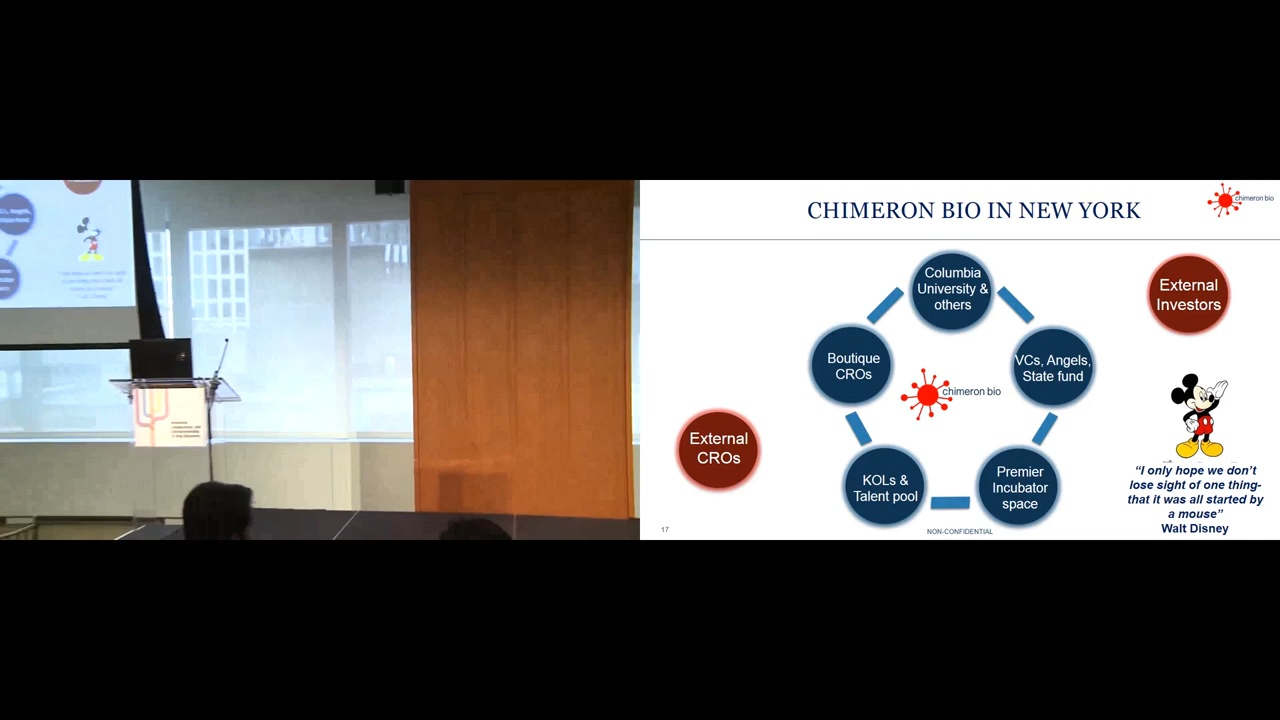 CHIMERON BIO IN NEW YORK
chimeron bio
Columbia
University &
others
External
Investors
Boutique
CROs
VCs, Angels,
State fund
chimeron bio
External
CROs
KOLs &
Talent pool
Premier
Incubator
space
"I only hope we don't
lose sight of one thing-
that it was all started by
a mouse"
Walt Disney
17
NON-CONFIDENTIAL